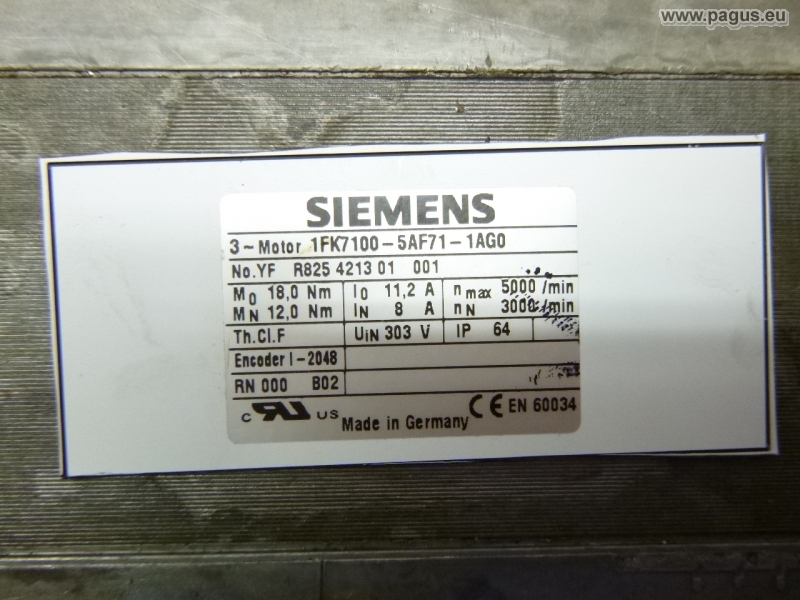 www.pagus.eu
SIEMENS
3~Motor 1FK7100-5AF71-1AG0
No.YF R825 4213 01 001
M0 18,0 Nm I0 11,2 A nmax 5000 /min
MN 12,0 Nm IN 8 A nN 3000 /min
Th.Cl.F UiN 303 V IP 64
Encoder I-2048
RN 000 B02
c RU US Made in Germany CE EN 60034